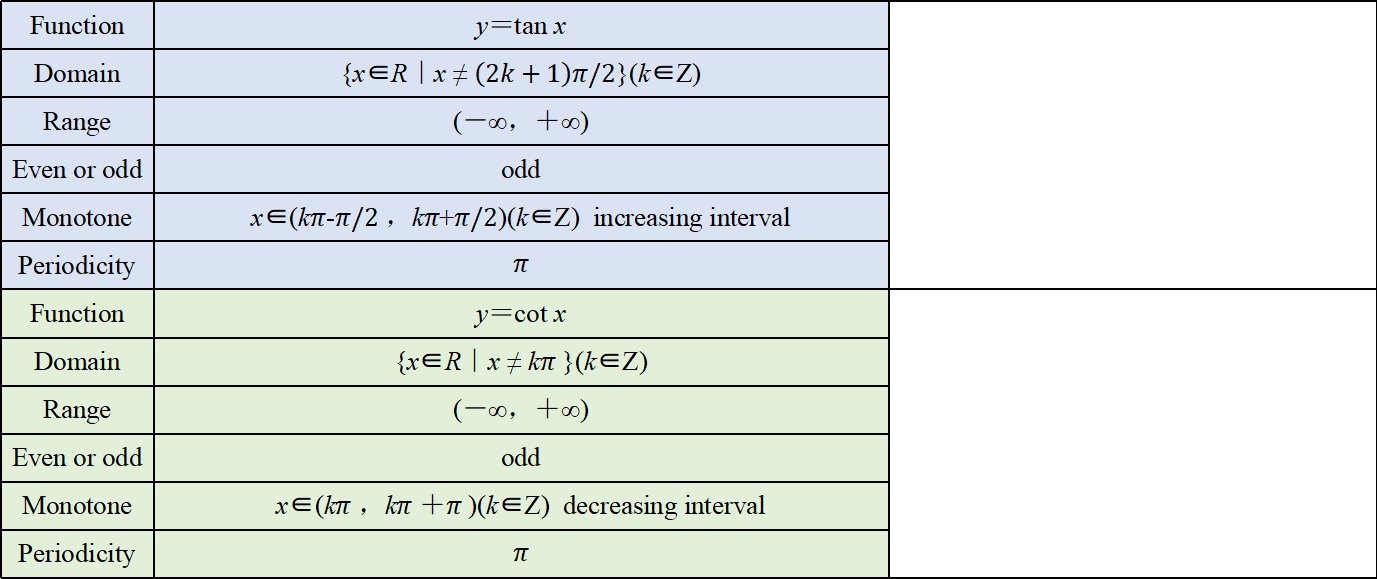 Function y＝tan x
Domain {x∈R｜x ≠ (2k + 1)π/2}(k∈Z)
Range (－∞，＋∞)
Even or odd odd
Monotone x∈(kπ-π/2 ，kπ+π/2)(k∈Z) increasing interval
Periodicity π
Function y＝cot x
Domain {x∈R｜x ≠ kπ }(k∈Z)
Range (－∞，＋∞)
Even or odd odd
Monotone x∈(kπ ，kπ ＋π )(k∈Z) decreasing interval
Periodicity π